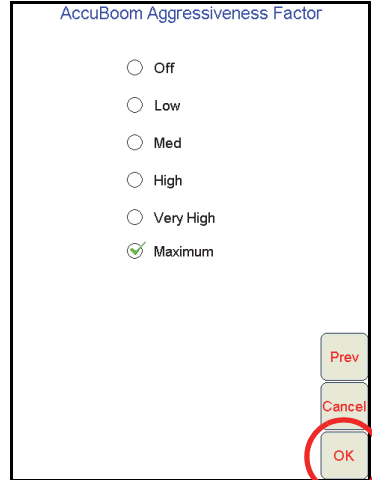 AccuBoom Aggressiveness Factor
Off
Low
Med
High
Very High
Maximum
Prev
Cancel
OK